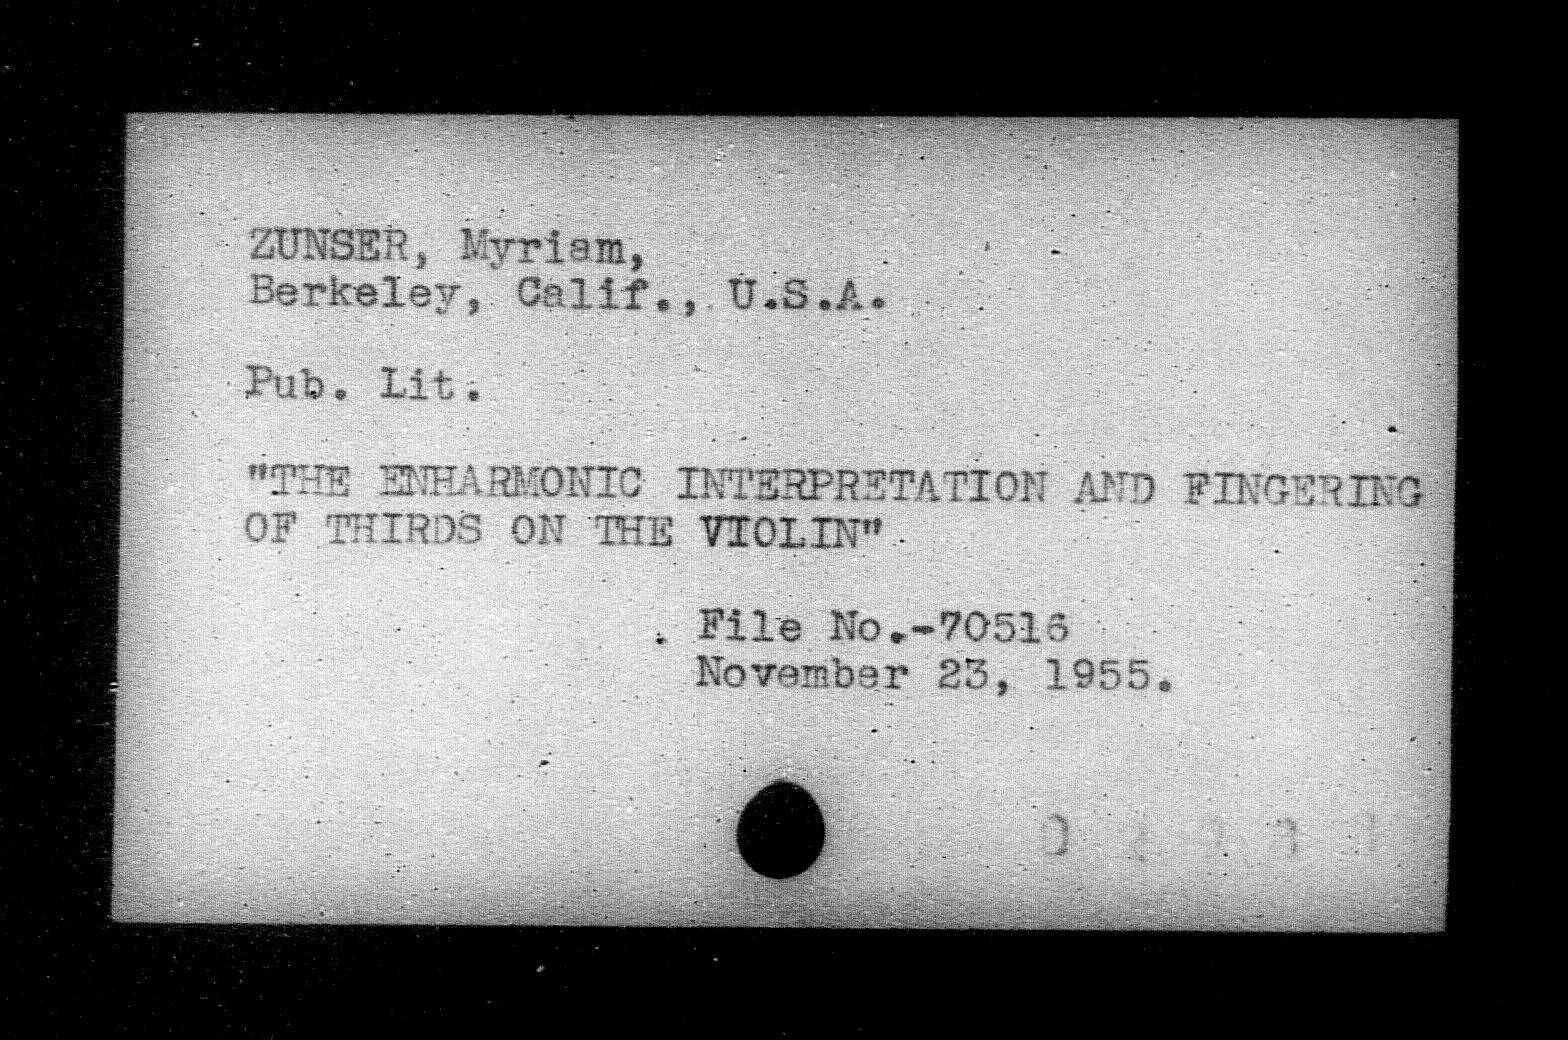 ZUNSER, Myriam,
Berkeley, Calif., U.S.A.
Pub. Lit.
"THE ENHARMONIC INTERPRETATION AND FINGERING
OF THIRDS ON THE VIOLIN"
File No.-70516
November 23, 1955.